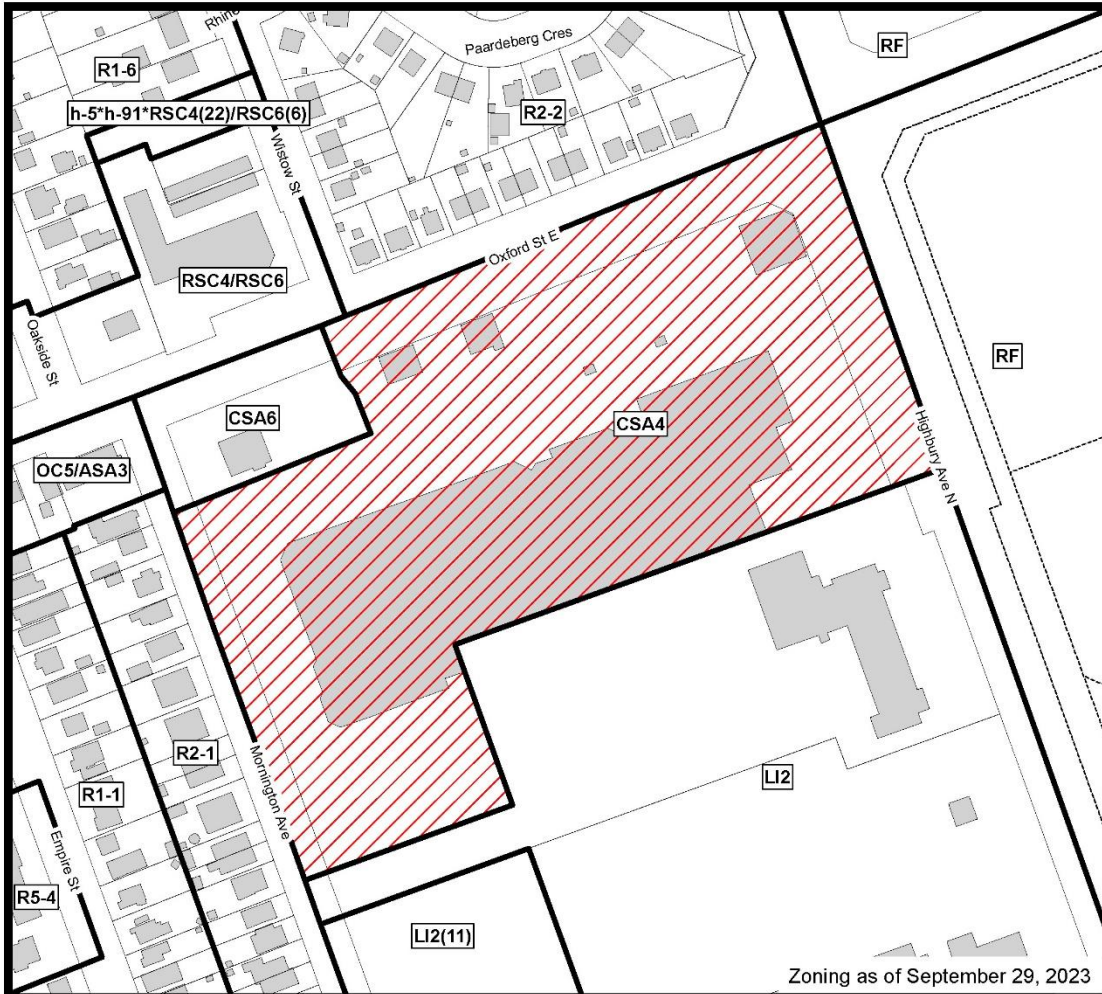 Rhine
Paardeberg Cres
RF
R1-6
h-5*h-91*RSC4(22)/RSC6(6)
R2-2
Wistow St
Oxford St E
RSC4/RSC6
Oakside St
RF
CSA6
CSA4
Highbury Ave N
OC5/ASA3
R2-1
Mornington Ave
LI2
R1-1
Empire St
R5-4
LI2(11)
Zoning as of September 29, 2023